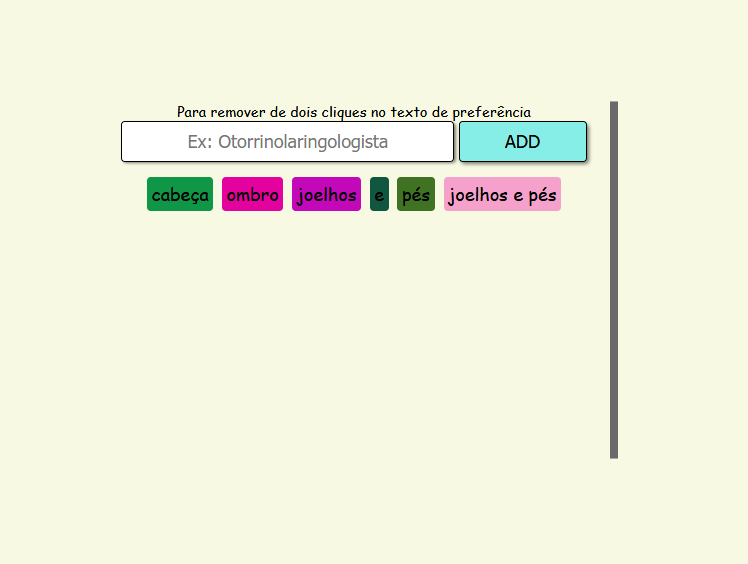 Para remover de dois cliques no texto de preferência
Ex: Otorrinolaringologista ADD
cabeça ombro joelhos e pés joelhos e pés